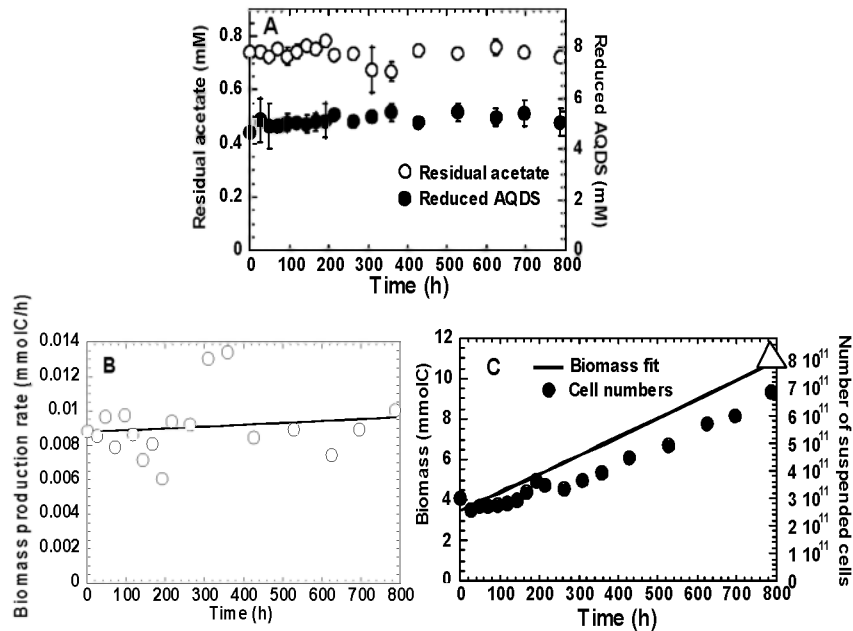 A
Residual acetate (mM)
0.8
0.6
0.4
0.2
0
8
6
4
2
0
Reduced AQDS (mM)
Residual acetate
Reduced AQDS
0 100 200 300 400 500 600 700 800
Time (h)
B
Biomass production rate (mmolC/h)
0.014
0.012
0.01
0.008
0.006
0.004
0.002
0
0 100 200 300 400 500 600 700 800
Time (h)
C
Biomass fit
Cell numbers
Biomass (mmolC)
12
10
8
6
4
2
0
8 10¹¹
7 10¹¹
6 10¹¹
5 10¹¹
4 10¹¹
3 10¹¹
2 10¹¹
1 10¹¹
0
Number of suspended cells
0 100 200 300 400 500 600 700 800
Time (h)